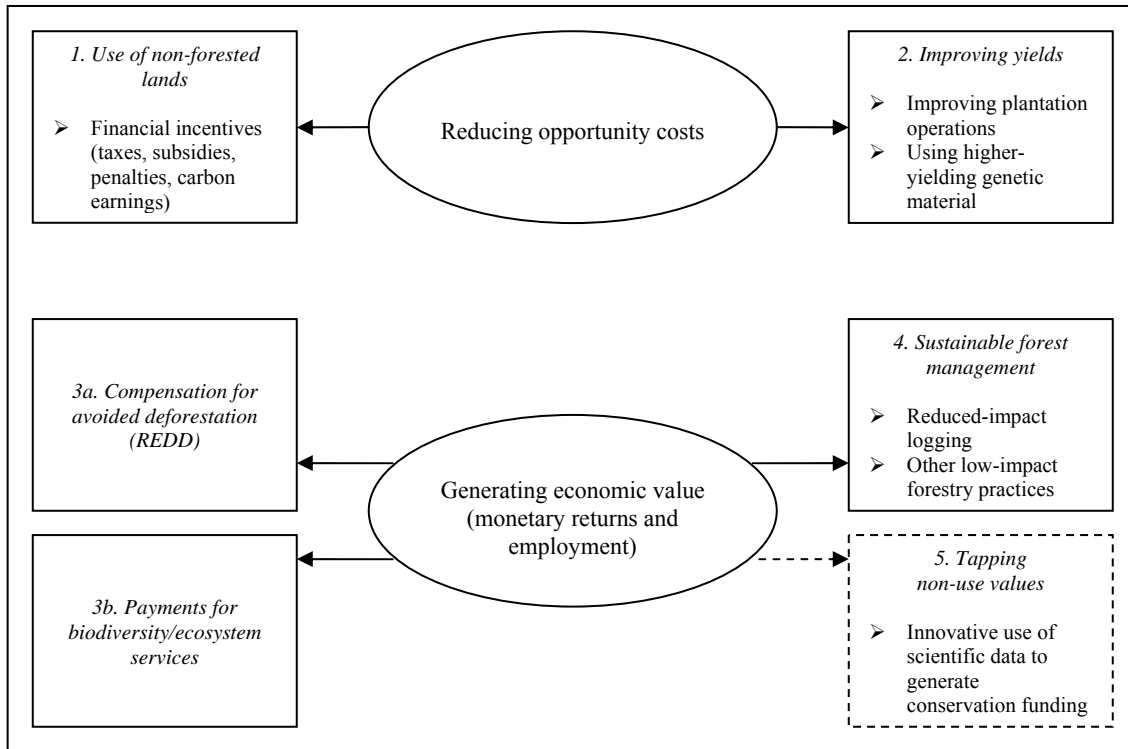 1. Use of non-forested
lands
➢ Financial incentives
(taxes, subsidies,
penalties, carbon
earnings)
Reducing opportunity costs
2. Improving yields
➢ Improving plantation
operations
➢ Using higher-
yielding genetic
material
3a. Compensation for
avoided deforestation
(REDD)
Generating economic value
(monetary returns and
employment)
4. Sustainable forest
management
➢ Reduced-impact
logging
➢ Other low-impact
forestry practices
3b. Payments for
biodiversity/ecosystem
services
5. Tapping
non-use values
➢ Innovative use of
scientific data to
generate
conservation funding